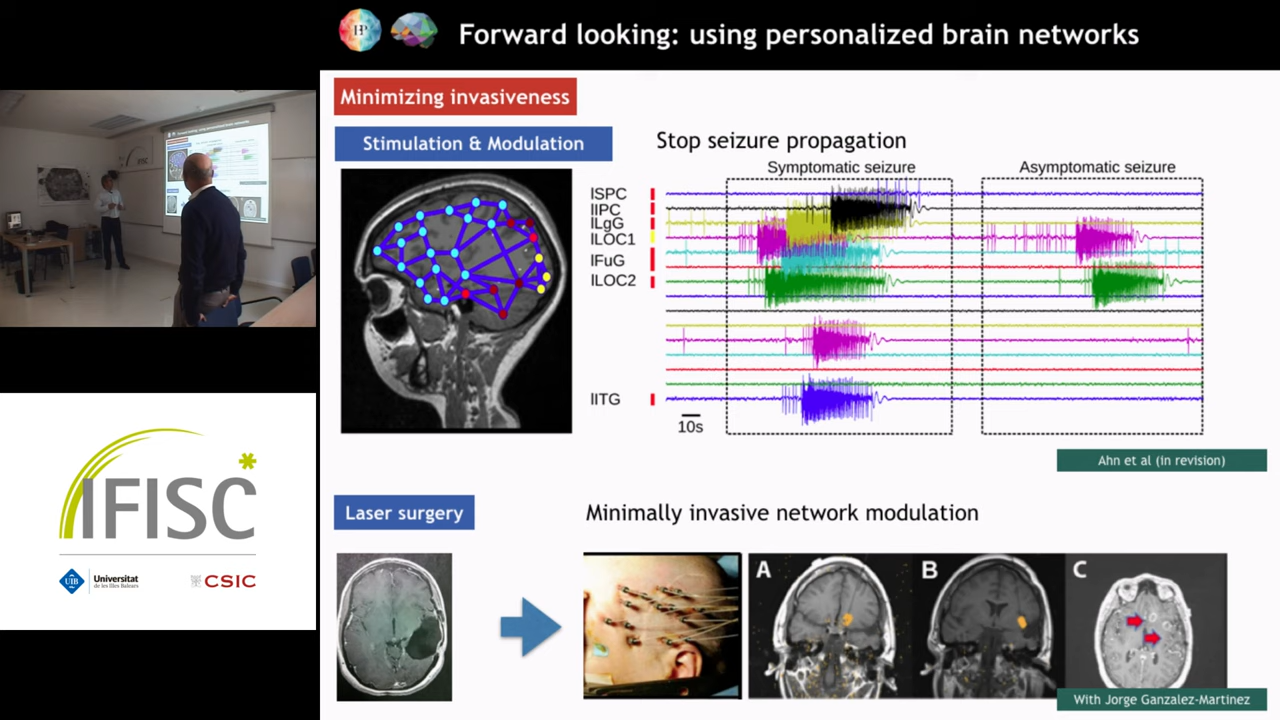 HP
Forward looking: using personalized brain networks
Minimizing invasiveness
Stimulation & Modulation
Stop seizure propagation
Symptomatic seizure
Asymptomatic seizure
lSPC
lIPC
lLgG
lLOC1
lFuG
lLOC2
lITG
10s
Ahn et al (in revision)
Laser surgery
Minimally invasive network modulation
A
B
C
With Jorge Ganzalez-Martinez
IFISC
UIB
Universitat
de les Illes Balears
CSIC